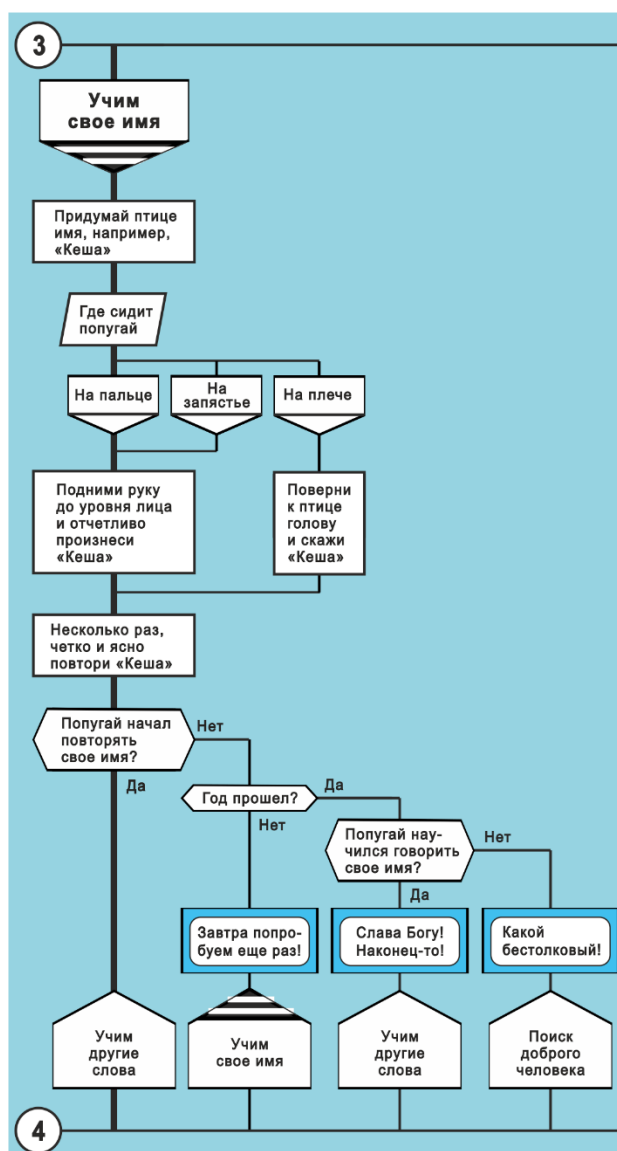 3
Учим
свое имя
Придумай птице
имя, например,
«Кеша»
Где сидит
попугай
На пальце
На
запястье
На плече
Подними руку
до уровня лица
и отчетливо
произнеси
«Кеша»
Поверни
к птице
голову
и скажи
«Кеша»
Несколько раз,
четко и ясно
повтори «Кеша»
Попугай начал
повторять
свое имя?
Нет
Да
Год прошел?
Да
Нет
Попугай нау-
чился говорить
свое имя?
Нет
Да
Завтра попро-
буем еще раз!
Слава Богу!
Наконец-то!
Какой
бестолковый!
Учим
другие
слова
Учим
свое имя
Учим
другие
слова
Поиск
доброго
человека
4